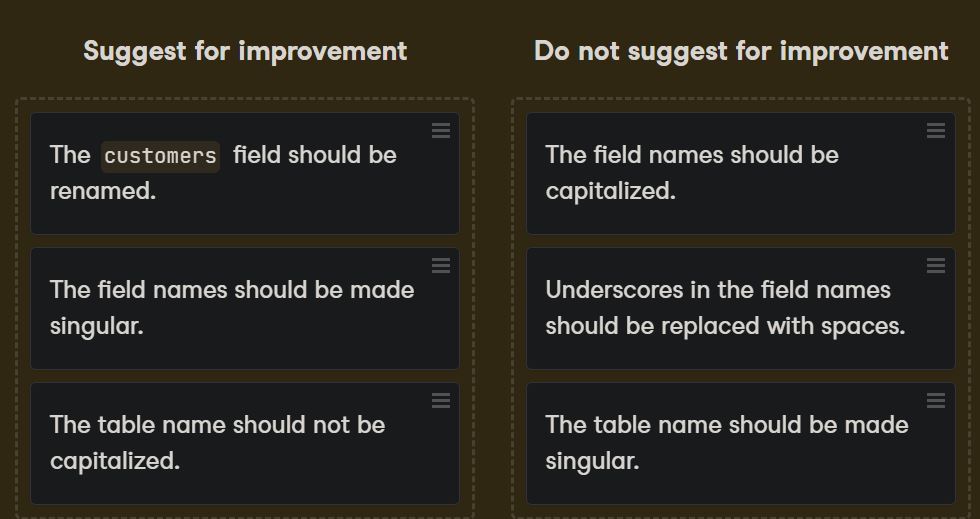 Suggest for improvement
The customers field should be
renamed.
The field names should be made
singular.
The table name should not be
capitalized.
Do not suggest for improvement
The field names should be
capitalized.
Underscores in the field names
should be replaced with spaces.
The table name should be made
singular.